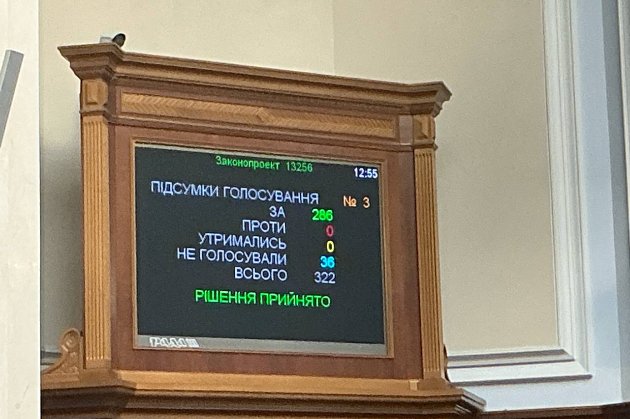 Законопроект 13256
12:55
ПІДСУМКИ ГОЛОСУВАННЯ
№ 3
ЗА 286
ПРОТИ 0
УТРИМАЛИСЬ 0
НЕ ГОЛОСУВАЛИ 36
ВСЬОГО 322
РІШЕННЯ ПРИЙНЯТО